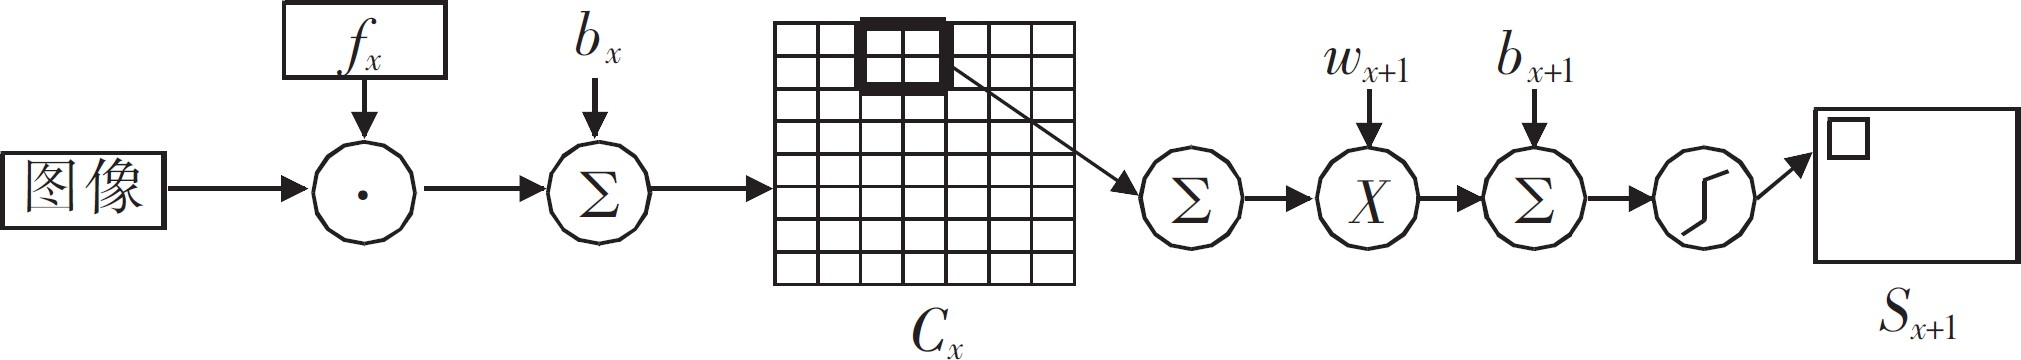 f_x
b_x
w_{x+1}
b_{x+1}
图像
·
Σ
Σ
X
Σ
C_x
S_{x+1}